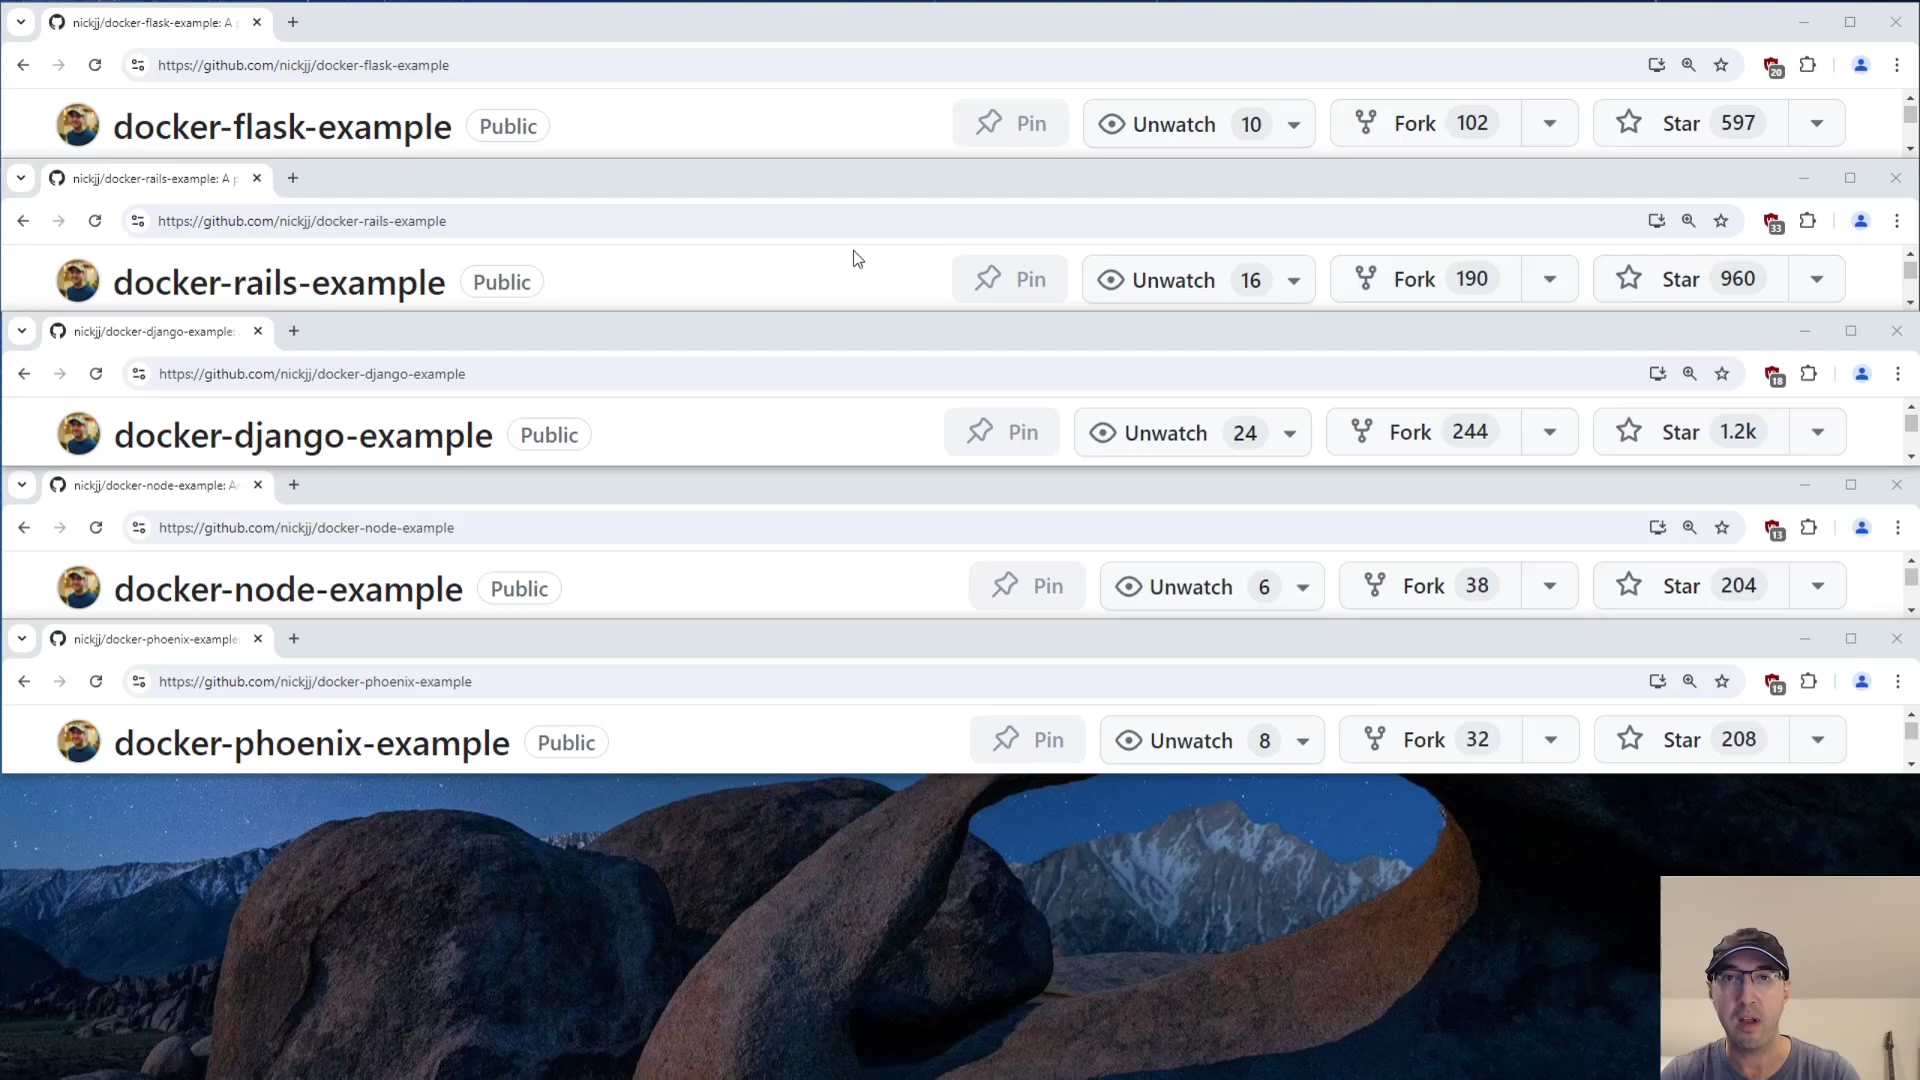 nickjj/docker-flask-example: A p
https://github.com/nickjj/docker-flask-example
20
docker-flask-example Public Pin Unwatch 10 Fork 102 Star 597
nickjj/docker-rails-example: A p
https://github.com/nickjj/docker-rails-example
33
docker-rails-example Public Pin Unwatch 16 Fork 190 Star 960
nickjj/docker-django-example:
https://github.com/nickjj/docker-django-example
18
docker-django-example Public Pin Unwatch 24 Fork 244 Star 1.2k
nickjj/docker-node-example: A
https://github.com/nickjj/docker-node-example
13
docker-node-example Public Pin Unwatch 6 Fork 38 Star 204
nickjj/docker-phoenix-example
https://github.com/nickjj/docker-phoenix-example
19
docker-phoenix-example Public Pin Unwatch 8 Fork 32 Star 208